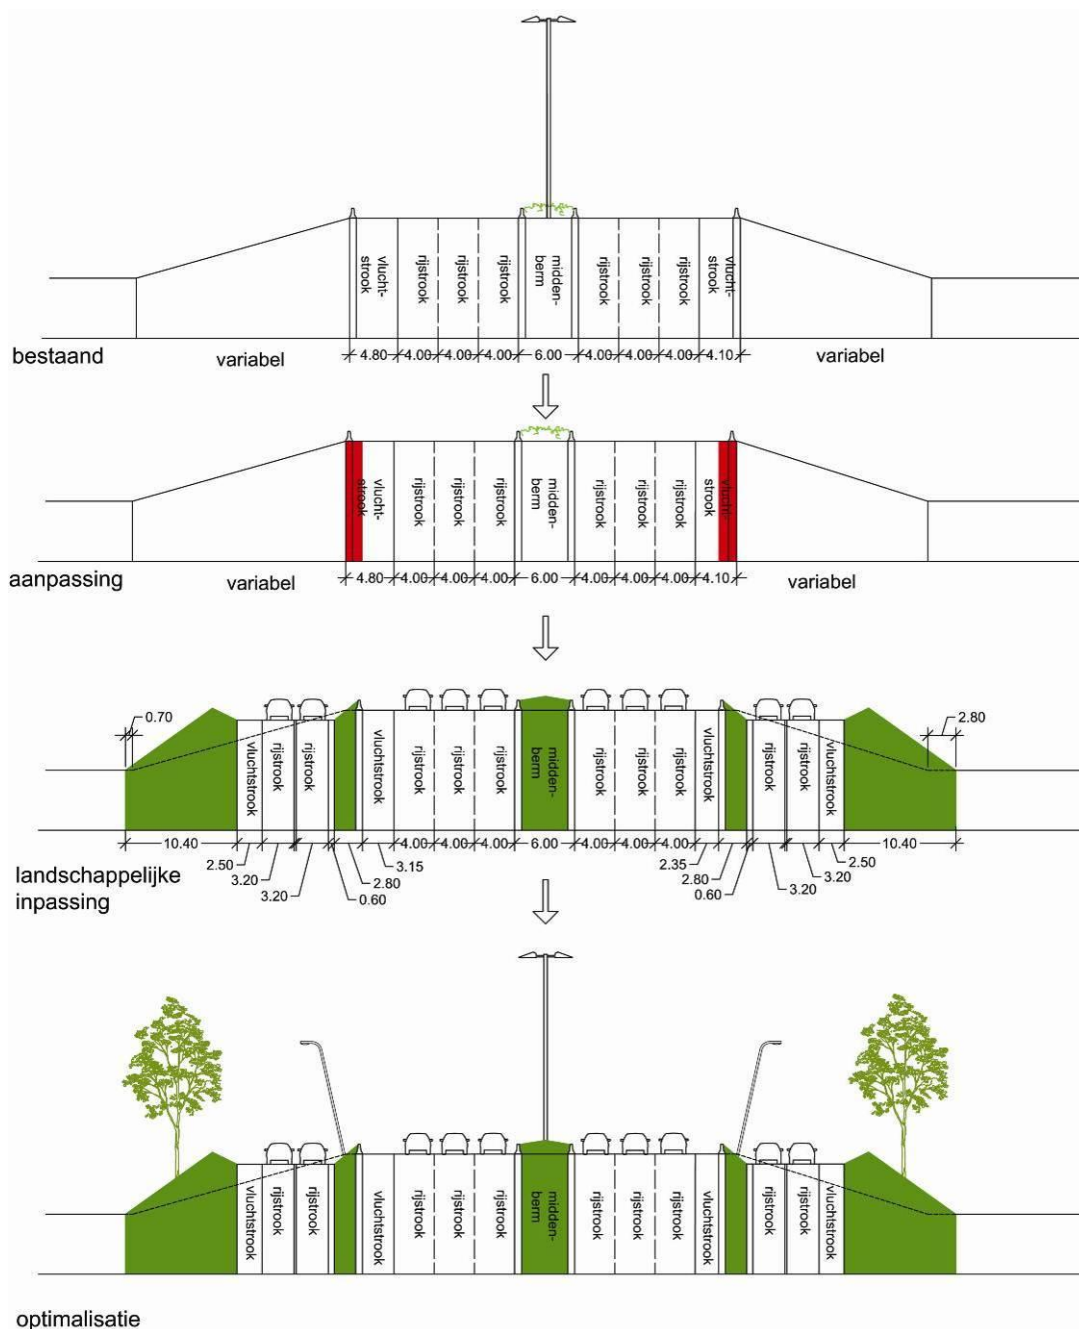 vlucht-
strook
rijstrook
rijstrook
rijstrook
midden-
berm
rijstrook
rijstrook
rijstrook
vlucht-
strook
bestaand
variabel
4.80 4.00 4.00 4.00 6.00 4.00 4.00 4.00 4.10
variabel
vlucht-
strook
rijstrook
rijstrook
rijstrook
midden-
berm
rijstrook
rijstrook
rijstrook
vlucht-
strook
aanpassing
variabel
4.80 4.00 4.00 4.00 6.00 4.00 4.00 4.00 4.10
variabel
0.70
2.80
vluchtstrook
rijstrook
rijstrook
vluchtstrook
rijstrook
rijstrook
rijstrook
midden-
berm
rijstrook
rijstrook
rijstrook
vluchtstrook
rijstrook
rijstrook
vluchtstrook
10.40
2.50
3.20
3.20
0.60
2.80
3.15
4.00 4.00 4.00 6.00 4.00 4.00 4.00
2.35
2.80
0.60
3.20
3.20
2.50
10.40
landschappelijke
inpassing
vluchtstrook
rijstrook
rijstrook
vluchtstrook
rijstrook
rijstrook
rijstrook
midden-
berm
rijstrook
rijstrook
rijstrook
vluchtstrook
rijstrook
rijstrook
vluchtstrook
optimalisatie